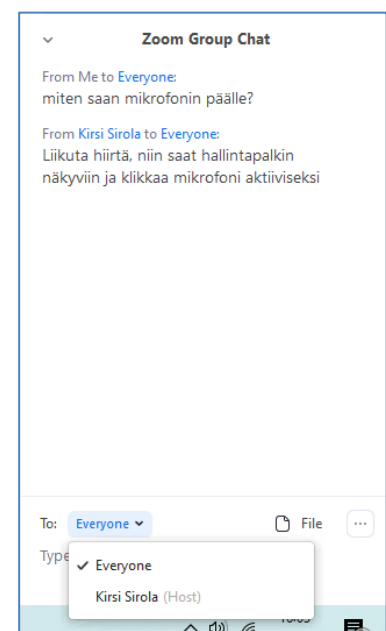 Zoom Group Chat
From Me to Everyone:
miten saan mikrofonin päälle?
From Kirsi Sirola to Everyone:
Liikuta hiirtä, niin saat hallintapalkin
näkyviin ja klikkaa mikrofoni aktiiviseksi
To: Everyone File
Type
Everyone
Kirsi Sirola (Host)